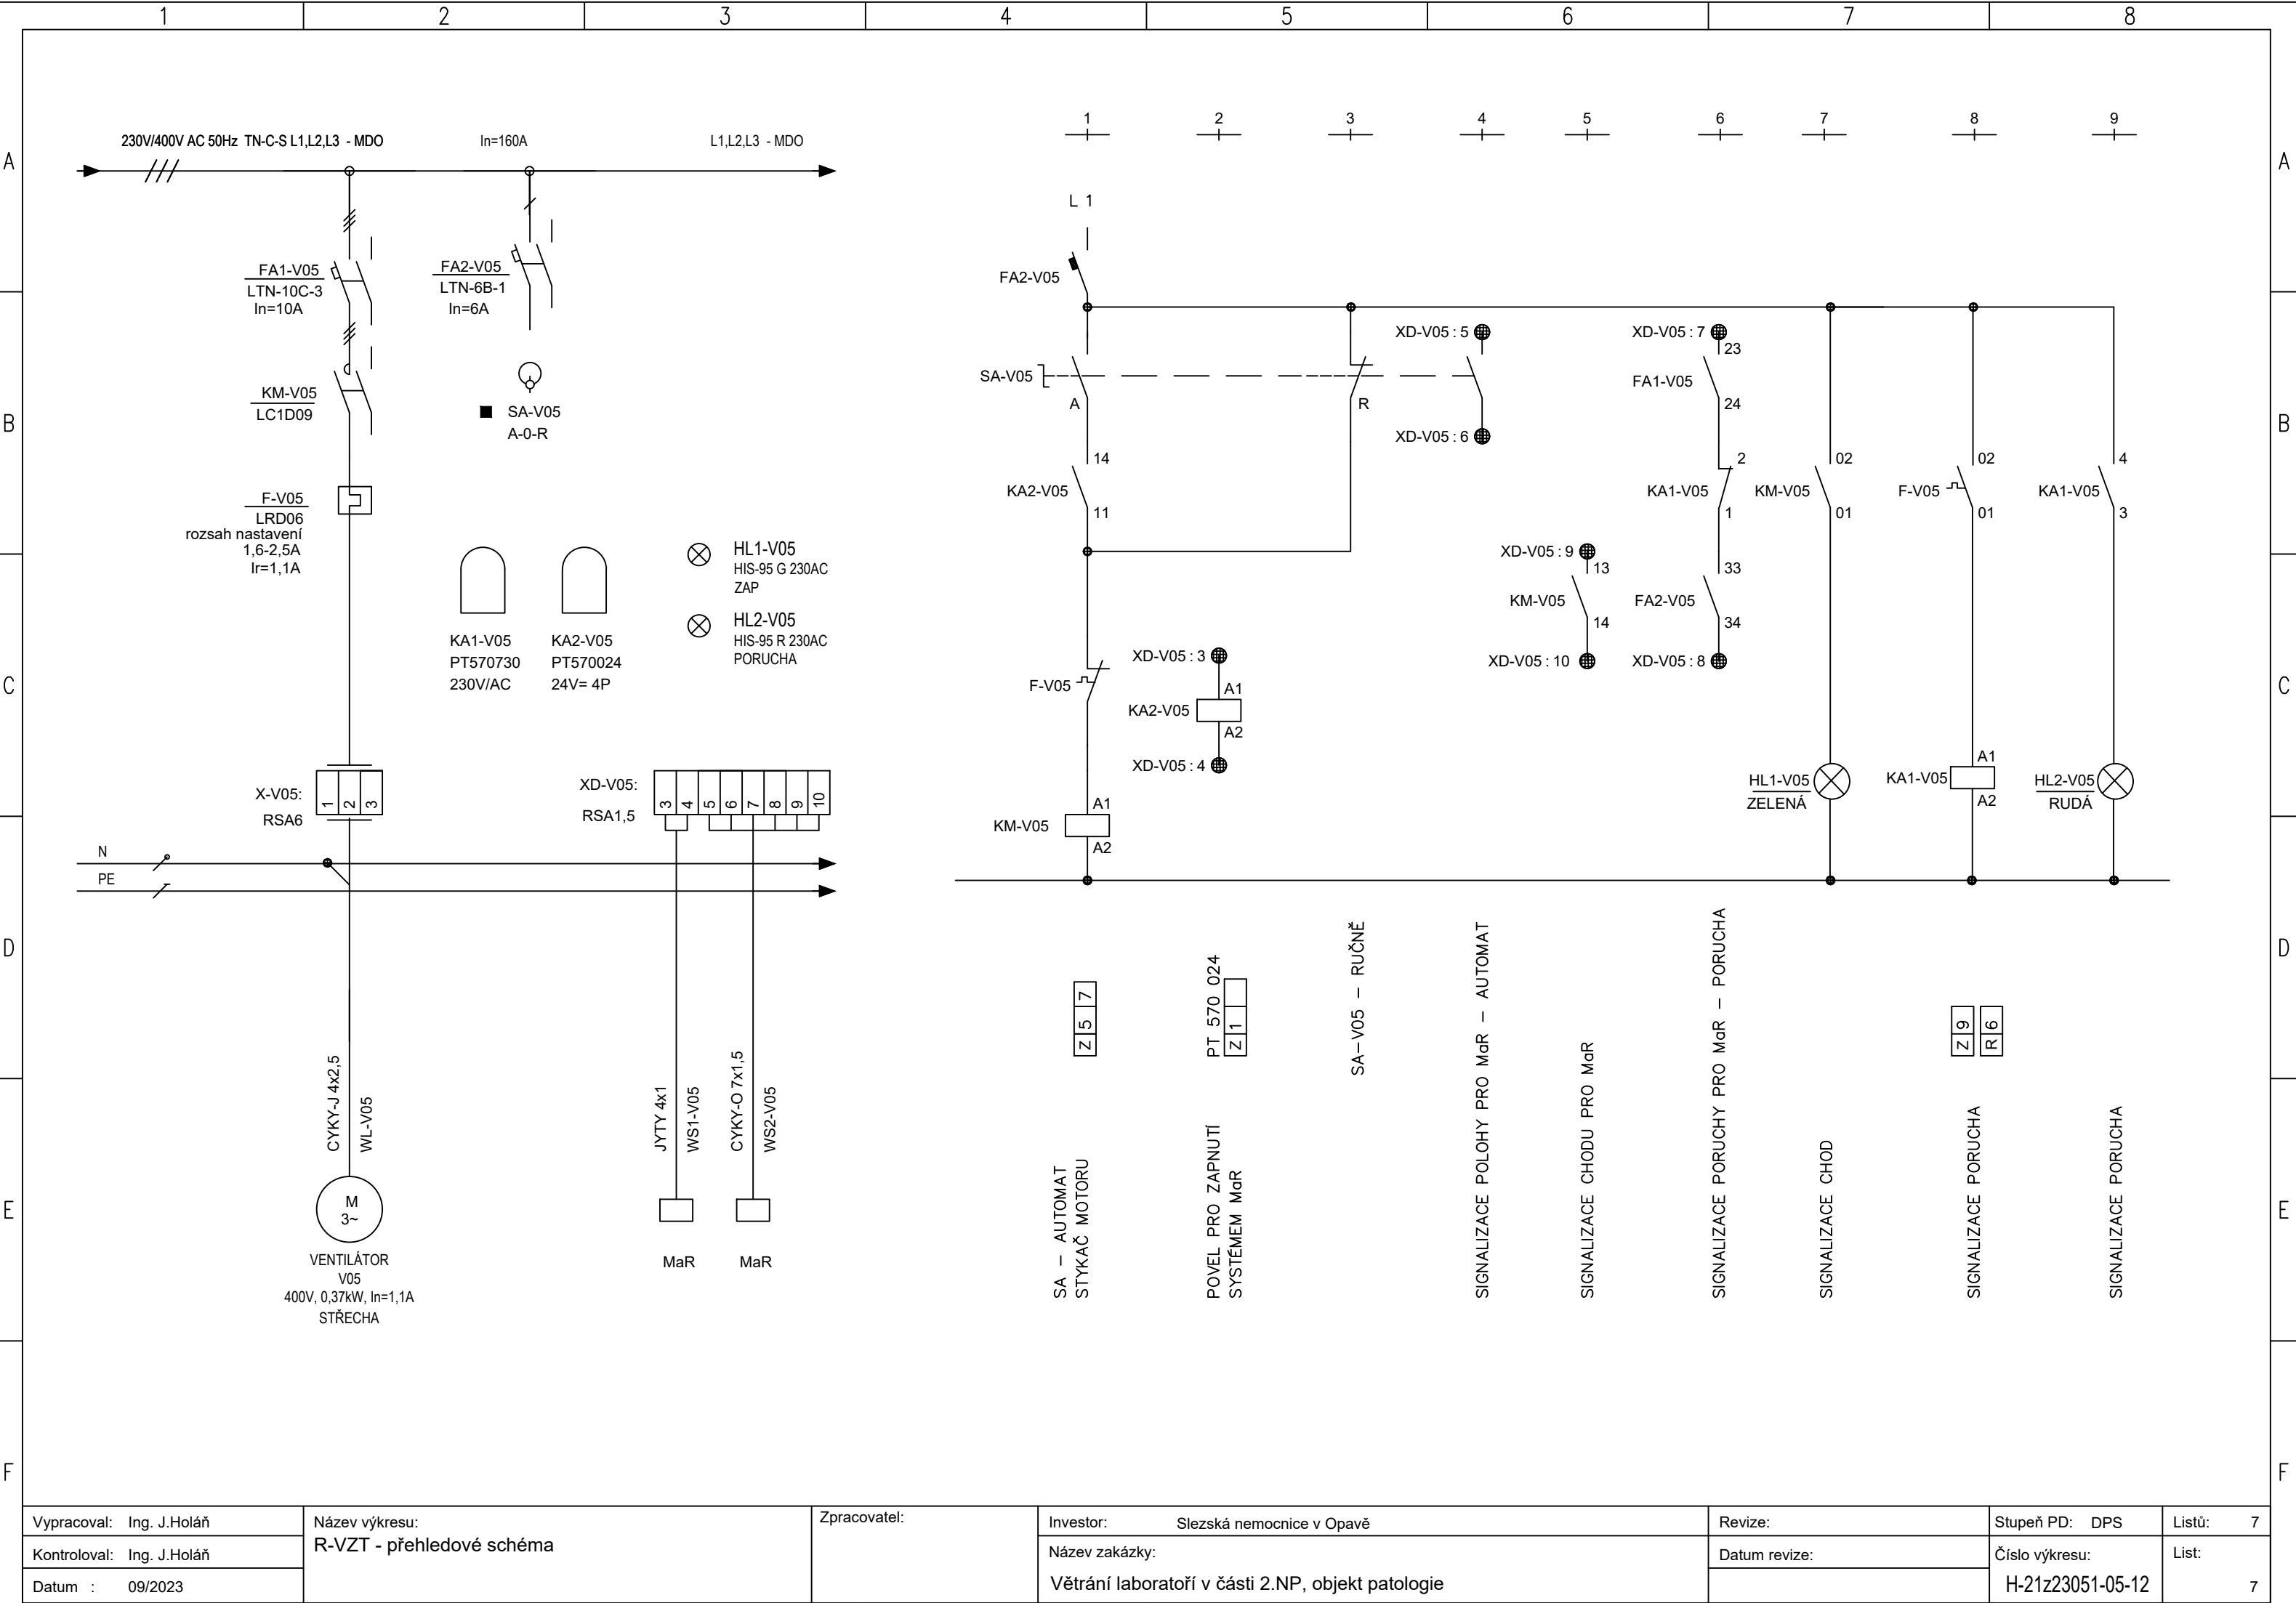 1 2 3 4 5 6 7 8
A
B
C
D
E
F
A
B
C
D
E
F
230V/400V AC 50Hz TN-C-S L1,L2,L3 - MDO
In=160A
L1,L2,L3 - MDO
FA1-V05
LTN-10C-3
In=10A
FA2-V05
LTN-6B-1
In=6A
KM-V05
LC1D09
SA-V05
A-0-R
F-V05
LRD06
rozsah nastavení
1,6-2,5A
Ir=1,1A
KA1-V05
PT570730
230V/AC
KA2-V05
PT570024
24V= 4P
HL1-V05
HIS-95 G 230AC
ZAP
HL2-V05
HIS-95 R 230AC
PORUCHA
X-V05:
RSA6
1 2 3
XD-V05:
RSA1,5
3 4 5 6 7 8 9 10
N
PE
CYKY-J 4x2,5
WL-V05
JYTY 4x1
WS1-V05
CYKY-O 7x1,5
WS2-V05
M
3~
VENTILÁTOR
V05
400V, 0,37kW, In=1,1A
STŘECHA
MaR
MaR
1 2 3 4 5 6 7 8 9
L 1
FA2-V05
SA-V05
A
R
14
KA2-V05
11
F-V05
A1
KM-V05
A2
XD-V05 : 3
A1
KA2-V05
A2
XD-V05 : 4
XD-V05 : 5
XD-V05 : 6
XD-V05 : 9
13
KM-V05
14
XD-V05 : 10
XD-V05 : 7
23
FA1-V05
24
2
KA1-V05
1
33
FA2-V05
34
XD-V05 : 8
02
KM-V05
01
HL1-V05
ZELENÁ
02
F-V05
01
A1
KA1-V05
A2
4
KA1-V05
3
HL2-V05
RUDÁ
Z 5 7
SA - AUTOMAT
STYKAČ MOTORU
PT 570 024
Z 1
POVEL PRO ZAPNUTÍ
SYSTÉMEM MaR
SA-V05 - RUČNĚ
SIGNALIZACE POLOHY PRO MaR - AUTOMAT
SIGNALIZACE CHODU PRO MaR
SIGNALIZACE PORUCHY PRO MaR - PORUCHA
SIGNALIZACE CHOD
Z 9
R 6
SIGNALIZACE PORUCHA
SIGNALIZACE PORUCHA
Vypracoval: Ing. J.Holáň
Kontroloval: Ing. J.Holáň
Datum : 09/2023
Název výkresu:
R-VZT - přehledové schéma
Zpracovatel:
Investor: Slezská nemocnice v Opavě
Název zakázky:
Větrání laboratoří v části 2.NP, objekt patologie
Revize:
Datum revize:
Stupeň PD: DPS
Číslo výkresu:
H-21z23051-05-12
Listů: 7
List:
7